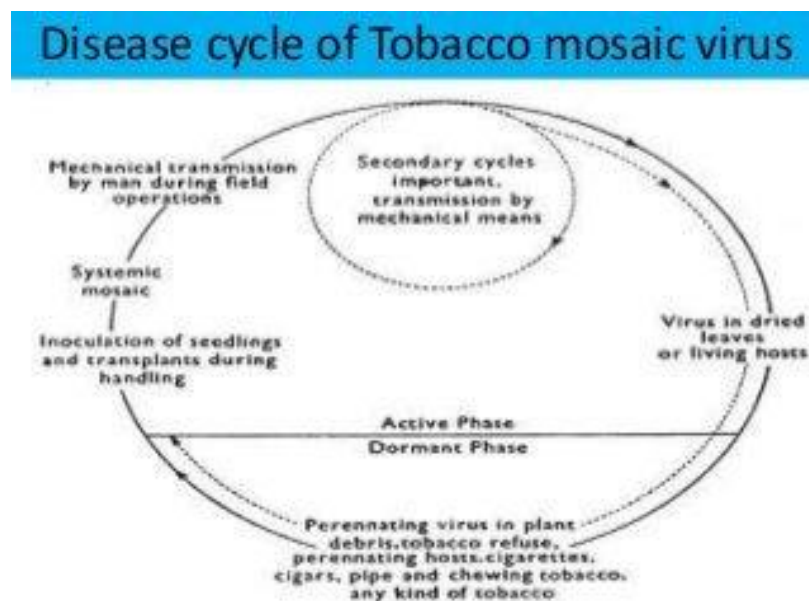 Disease cycle of Tobacco mosaic virus
Mechanical transmission
by man during field
operations
Secondary cycles
important,
transmission by
mechanical means
Systemic
mosaic
Inoculation of seedlings
and transplants during
handling
Virus in dried
leaves
or living hosts
Active Phase
Dormant Phase
Perennating virus in plant
debris,tobacco refuse,
perennating hosts.cigarettes,
cigars, pipe and chewing tobacco,
any kind of tobacco